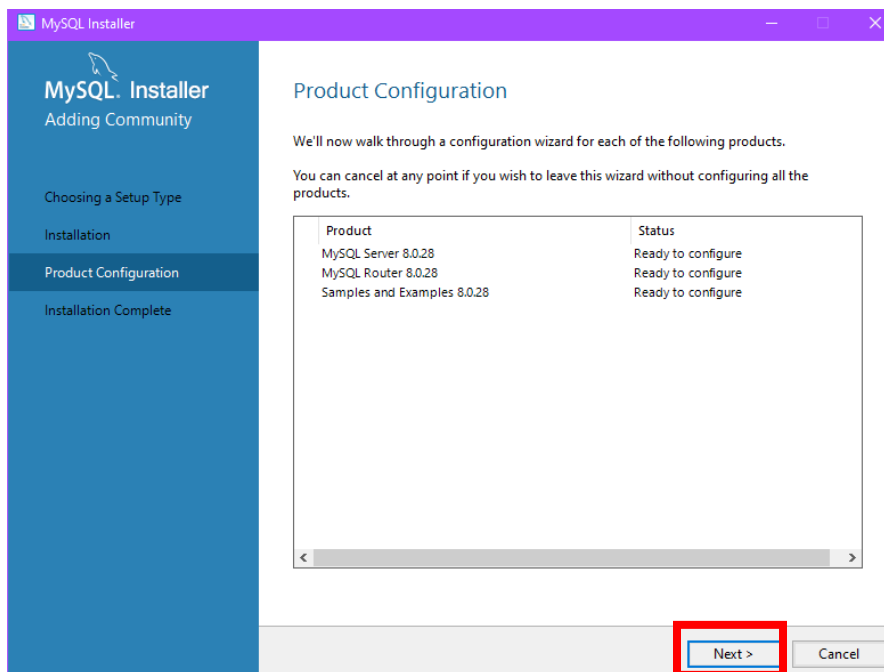 MySQL Installer
MySQL. Installer
Adding Community
Choosing a Setup Type
Installation
Product Configuration
Installation Complete
Product Configuration
We'll now walk through a configuration wizard for each of the following products.
You can cancel at any point if you wish to leave this wizard without configuring all the
products.
Product Status
MySQL Server 8.0.28 Ready to configure
MySQL Router 8.0.28 Ready to configure
Samples and Examples 8.0.28 Ready to configure
Next > Cancel